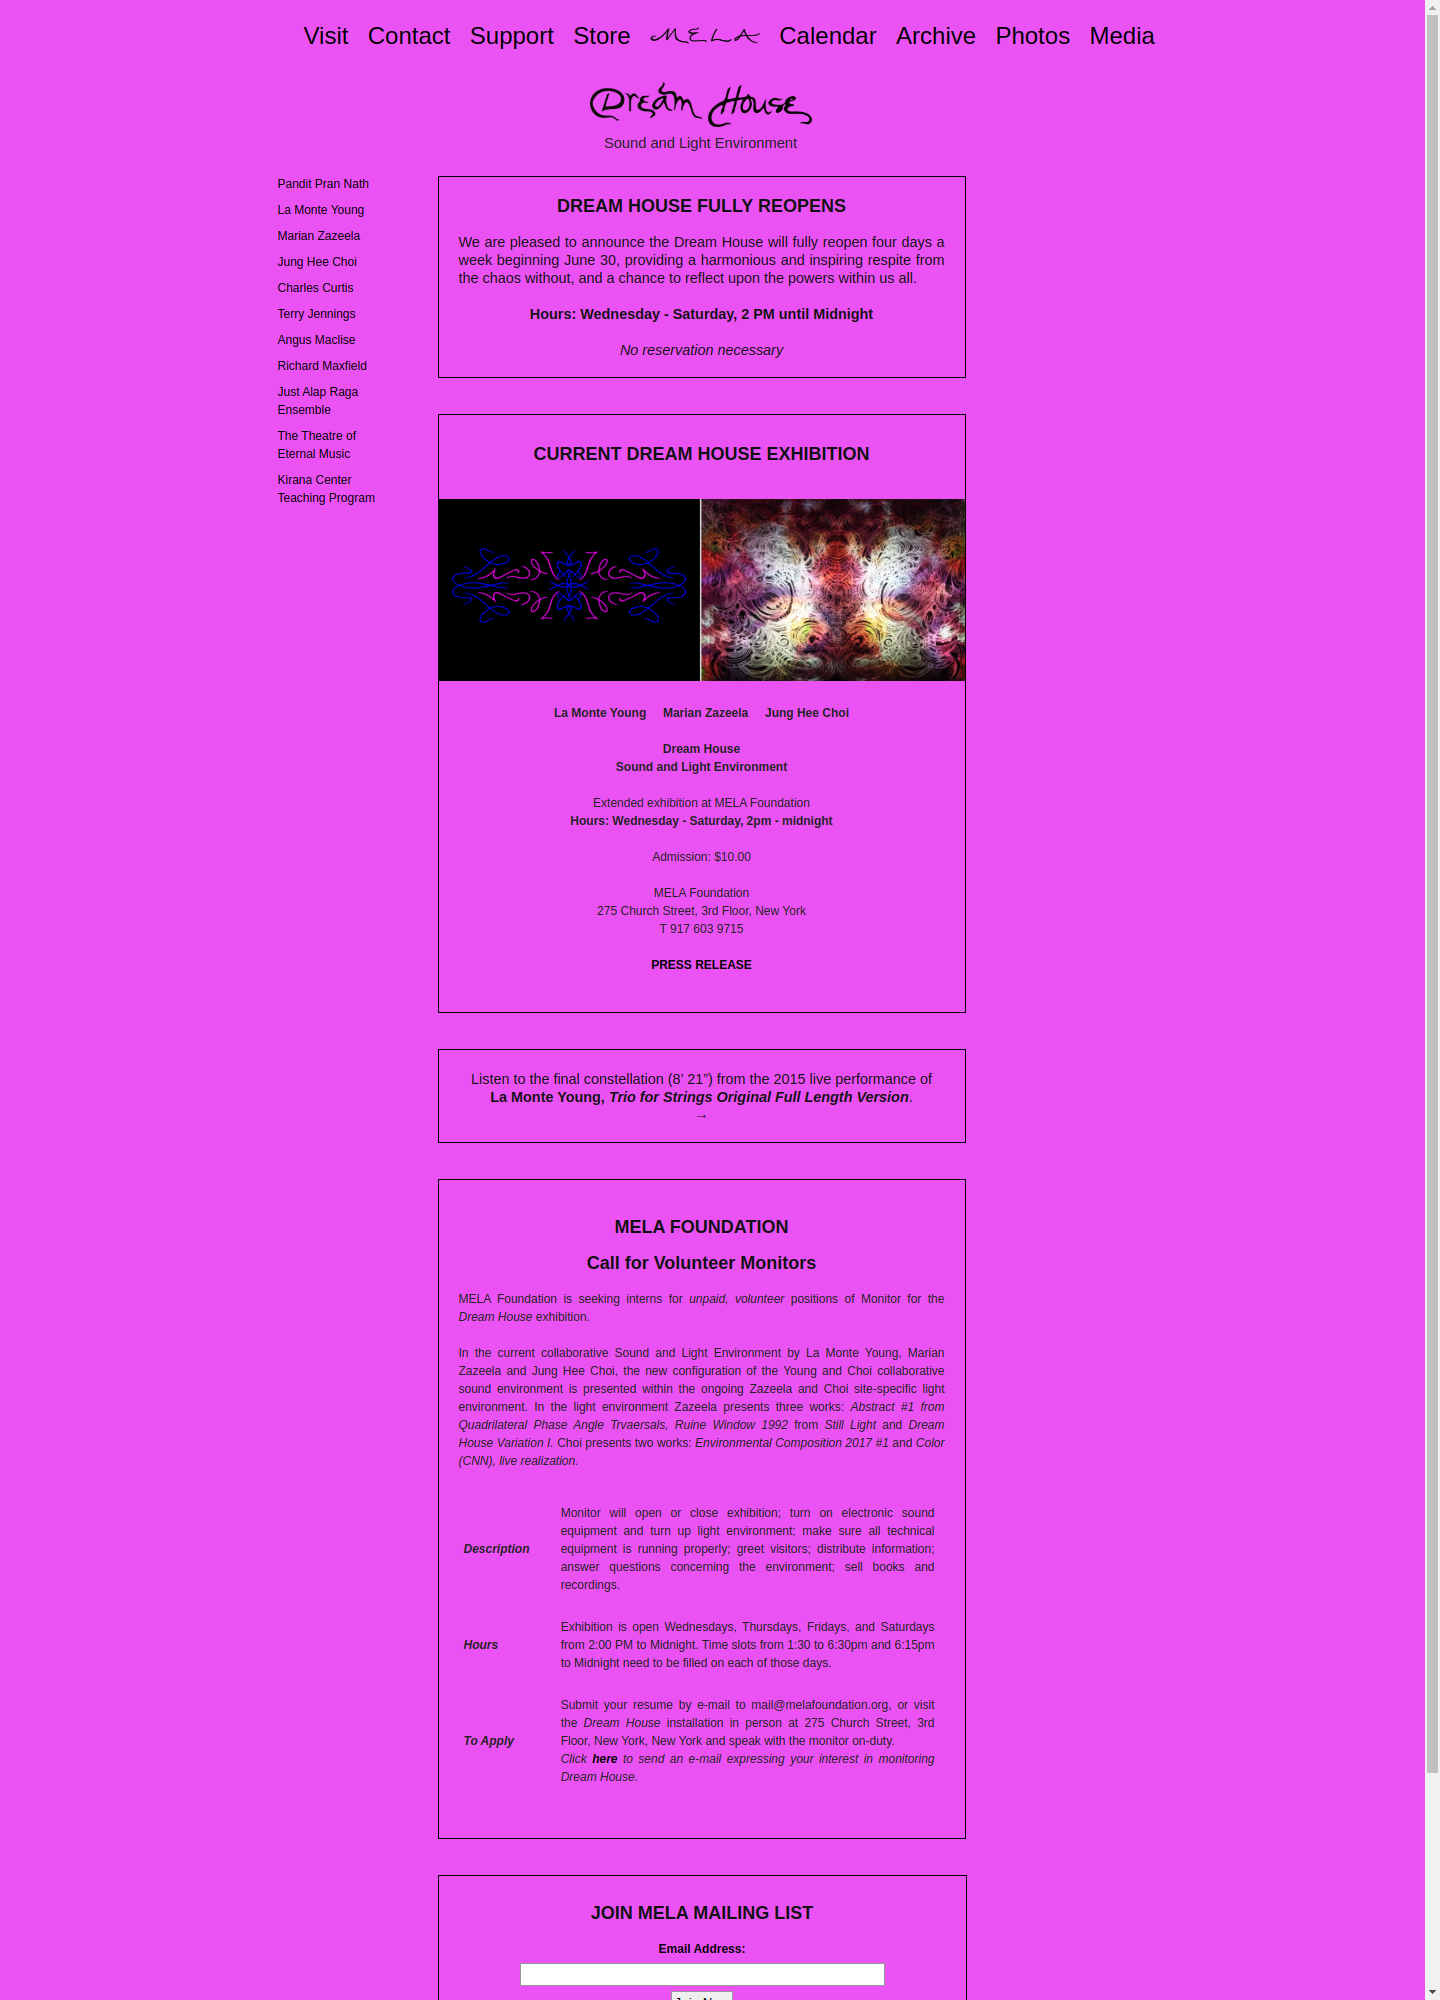 Visit Contact Support Store MELA Calendar Archive Photos Media
Dream House
Sound and Light Environment
Pandit Pran Nath
La Monte Young
Marian Zazeela
Jung Hee Choi
Charles Curtis
Terry Jennings
Angus Maclise
Richard Maxfield
Just Alap Raga
Ensemble
The Theatre of
Eternal Music
Kirana Center
Teaching Program
DREAM HOUSE FULLY REOPENS
We are pleased to announce the Dream House will fully reopen four days a
week beginning June 30, providing a harmonious and inspiring respite from
the chaos without, and a chance to reflect upon the powers within us all.
Hours: Wednesday - Saturday, 2 PM until Midnight
No reservation necessary
CURRENT DREAM HOUSE EXHIBITION
La Monte Young Marian Zazeela Jung Hee Choi
Dream House
Sound and Light Environment
Extended exhibition at MELA Foundation
Hours: Wednesday - Saturday, 2pm - midnight
Admission: $10.00
MELA Foundation
275 Church Street, 3rd Floor, New York
T 917 603 9715
PRESS RELEASE
Listen to the final constellation (8’ 21”) from the 2015 live performance of
La Monte Young, Trio for Strings Original Full Length Version.
→
MELA FOUNDATION
Call for Volunteer Monitors
MELA Foundation is seeking interns for unpaid, volunteer positions of Monitor for the
Dream House exhibition.
In the current collaborative Sound and Light Environment by La Monte Young, Marian
Zazeela and Jung Hee Choi, the new configuration of the Young and Choi collaborative
sound environment is presented within the ongoing Zazeela and Choi site-specific light
environment. In the light environment Zazeela presents three works: Abstract #1 from
Quadrilateral Phase Angle Trvaersals, Ruine Window 1992 from Still Light and Dream
House Variation I. Choi presents two works: Environmental Composition 2017 #1 and Color
(CNN), live realization.
Description
Monitor will open or close exhibition; turn on electronic sound
equipment and turn up light environment; make sure all technical
equipment is running properly; greet visitors; distribute information;
answer questions concerning the environment; sell books and
recordings.
Hours
Exhibition is open Wednesdays, Thursdays, Fridays, and Saturdays
from 2:00 PM to Midnight. Time slots from 1:30 to 6:30pm and 6:15pm
to Midnight need to be filled on each of those days.
To Apply
Submit your resume by e-mail to mail@melafoundation.org, or visit
the Dream House installation in person at 275 Church Street, 3rd
Floor, New York, New York and speak with the monitor on-duty.
Click here to send an e-mail expressing your interest in monitoring
Dream House.
JOIN MELA MAILING LIST
Email Address: